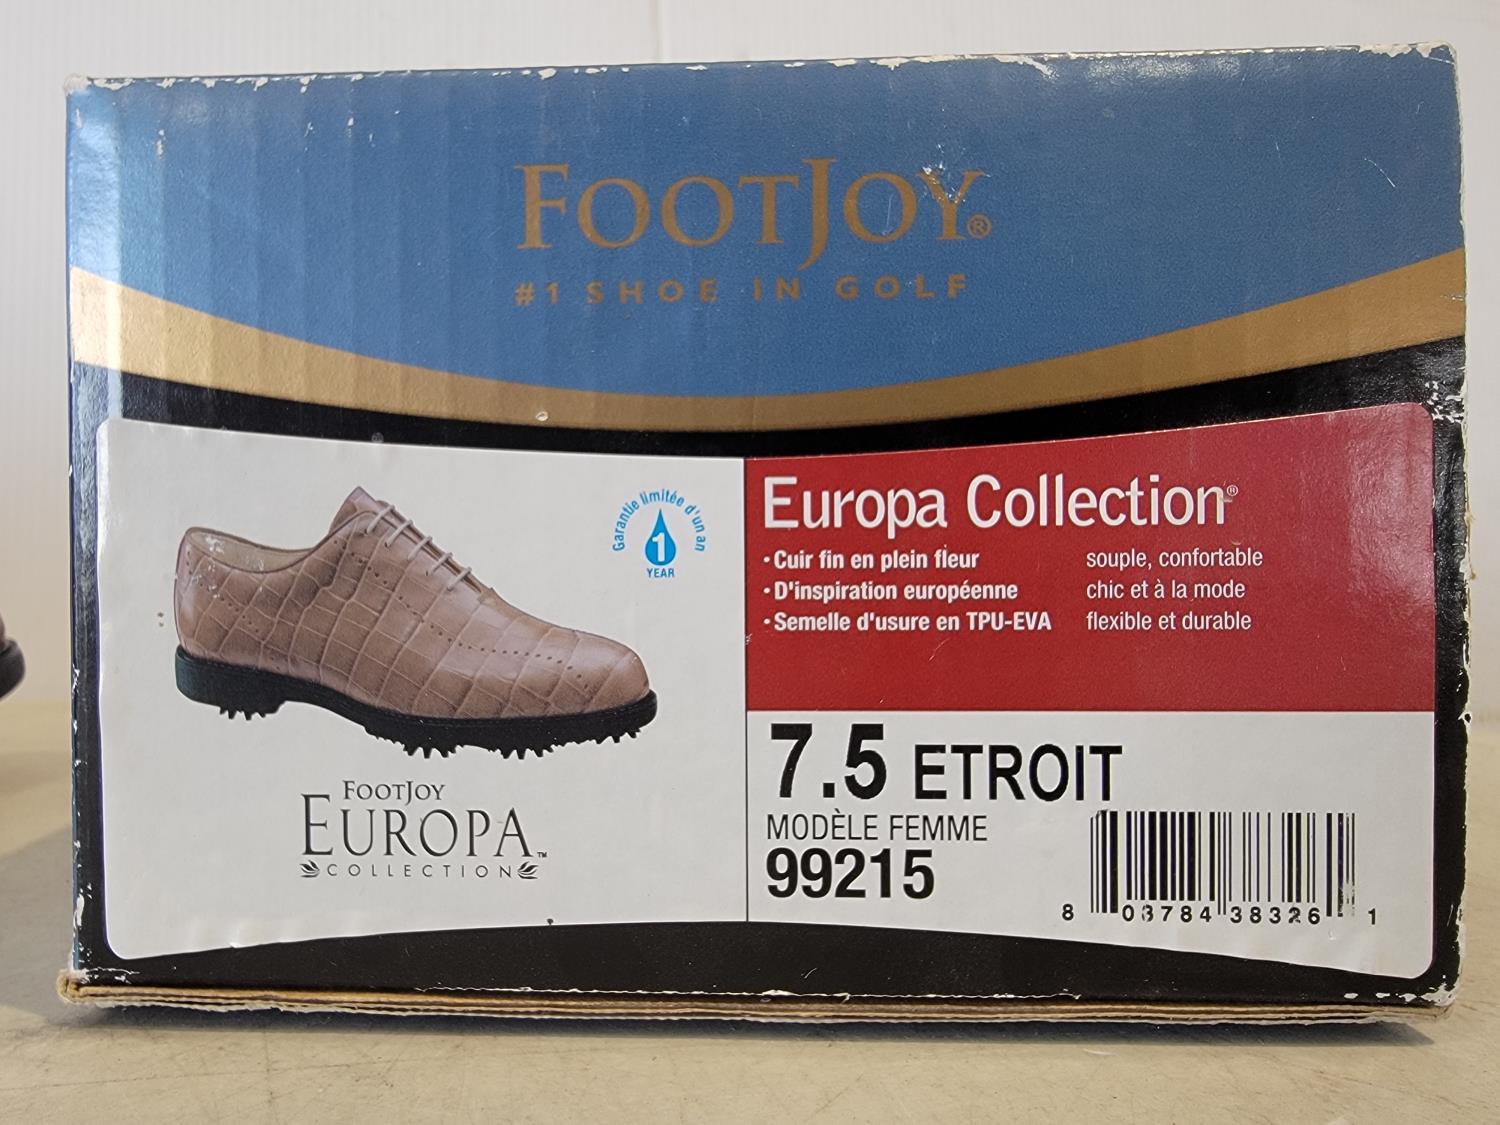 FOOTJOY®
#1 SHOE IN GOLF
Garantie limitée d'un an
1
YEAR
FOOTJOY
EUROPA™
COLLECTION
Europa Collection®
• Cuir fin en plein fleur souple, confortable
• D'inspiration européenne chic et à la mode
• Semelle d'usure en TPU-EVA flexible et durable
7.5 ETROIT
MODÈLE FEMME
99215
8 03784 38326 1